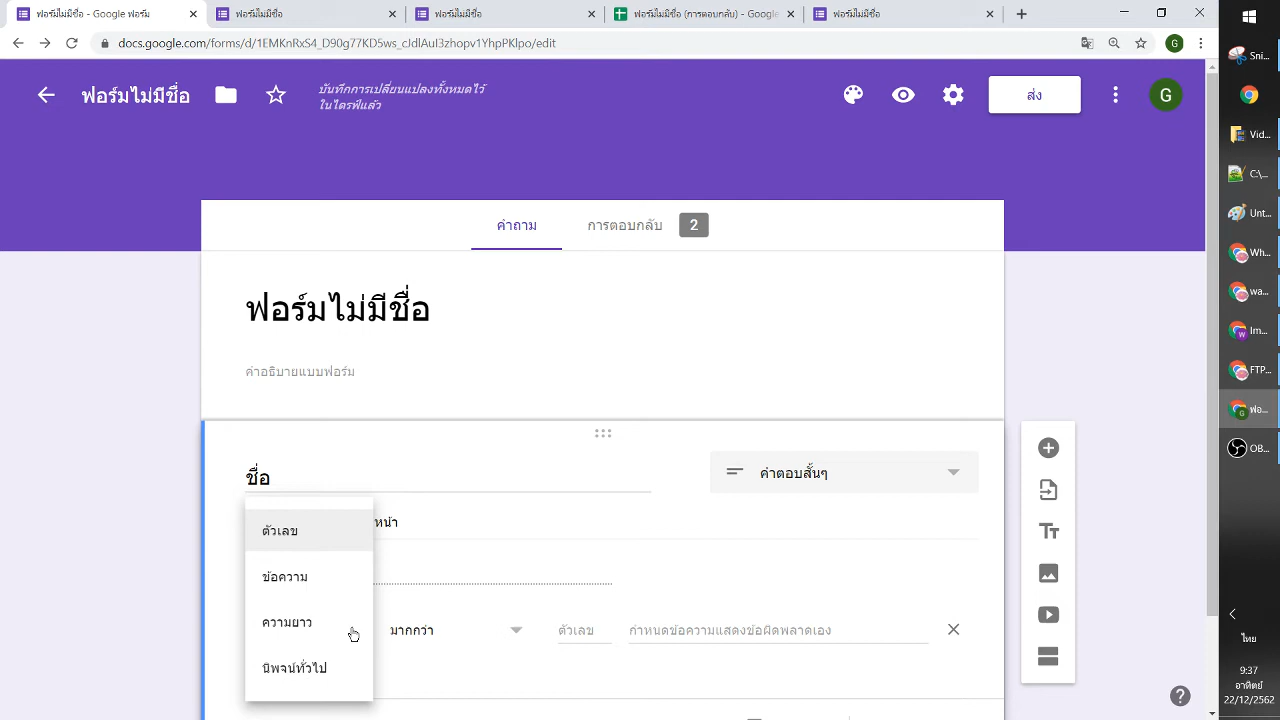 ฟอร์มไม่มีชื่อ - Google ฟอร์ม
ฟอร์มไม่มีชื่อ
ฟอร์มไม่มีชื่อ
ฟอร์มไม่มีชื่อ (การตอบกลับ) - Google
ฟอร์มไม่มีชื่อ
docs.google.com/forms/d/1EMKnRxS4_D90g77KD5ws_cJdlAuI3zhopv1YhpPKlpo/edit
G
ฟอร์มไม่มีชื่อ
บันทึกการเปลี่ยนแปลงทั้งหมดไว้
ในไดรฟ์แล้ว
ส่ง
G
คำถาม
การตอบกลับ
2
ฟอร์มไม่มีชื่อ
คำอธิบายแบบฟอร์ม
ชื่อ
คำตอบสั้นๆ
หน้า
ตัวเลข
ข้อความ
ความยาว
นิพจน์ทั่วไป
มากกว่า
ตัวเลข
กำหนดข้อความแสดงข้อผิดพลาดเอง
Tт
Sni...
Vid...
C:\...
Unt...
Wh...
wa...
Im...
FTP...
We...
OB...
ไทย
9:37
อาทิตย์
22/12/2562